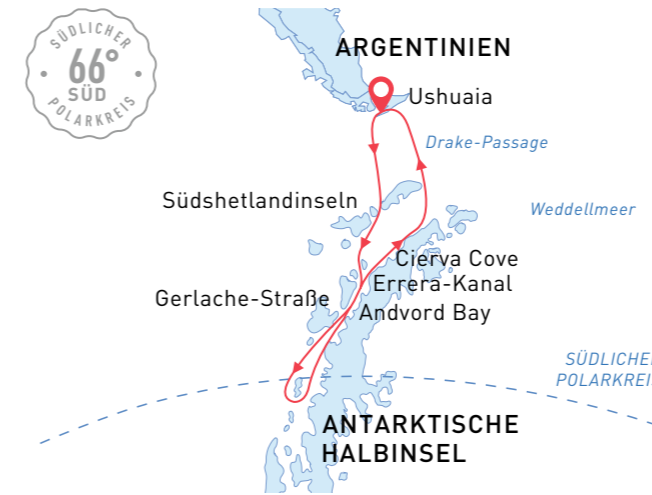 SÜDLICHER
66°
SÜD
POLARKREIS
ARGENTINIEN
Ushuaia
Drake-Passage
Südshetlandinseln
Weddellmeer
Cierva Cove
Errera-Kanal
Gerlache-Straße
Andvord Bay
SÜDLICHER
POLARKREIS
ANTARKTISCHE
HALBINSEL